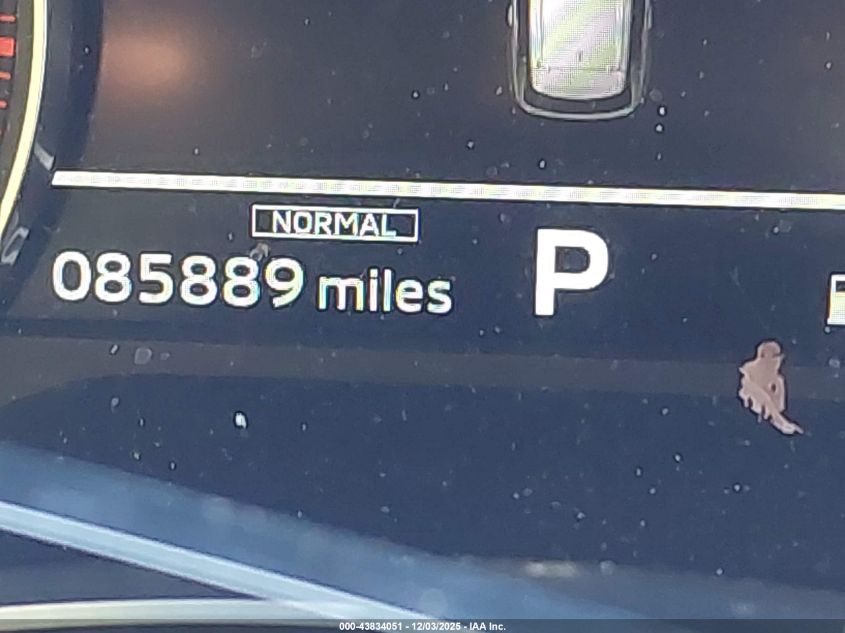 NORMAL
085889 miles
P
000-43834051 - 12/03/2025 - IAA Inc.